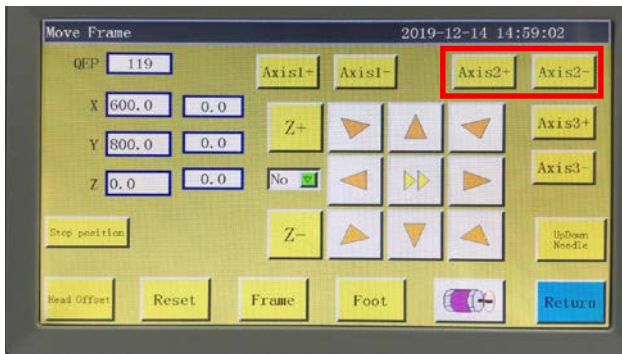 Move Frame 2019-12-14 14:59:02
QEP 119 Axis1+ Axis1- Axis2+ Axis2-
X 600.0 0.0 Z+ Axis3+
Y 800.0 0.0
Z 0.0 0.0 No Axis3-
Stop position Z- UpDown
Needle
Head Offset Reset Frame Foot Return